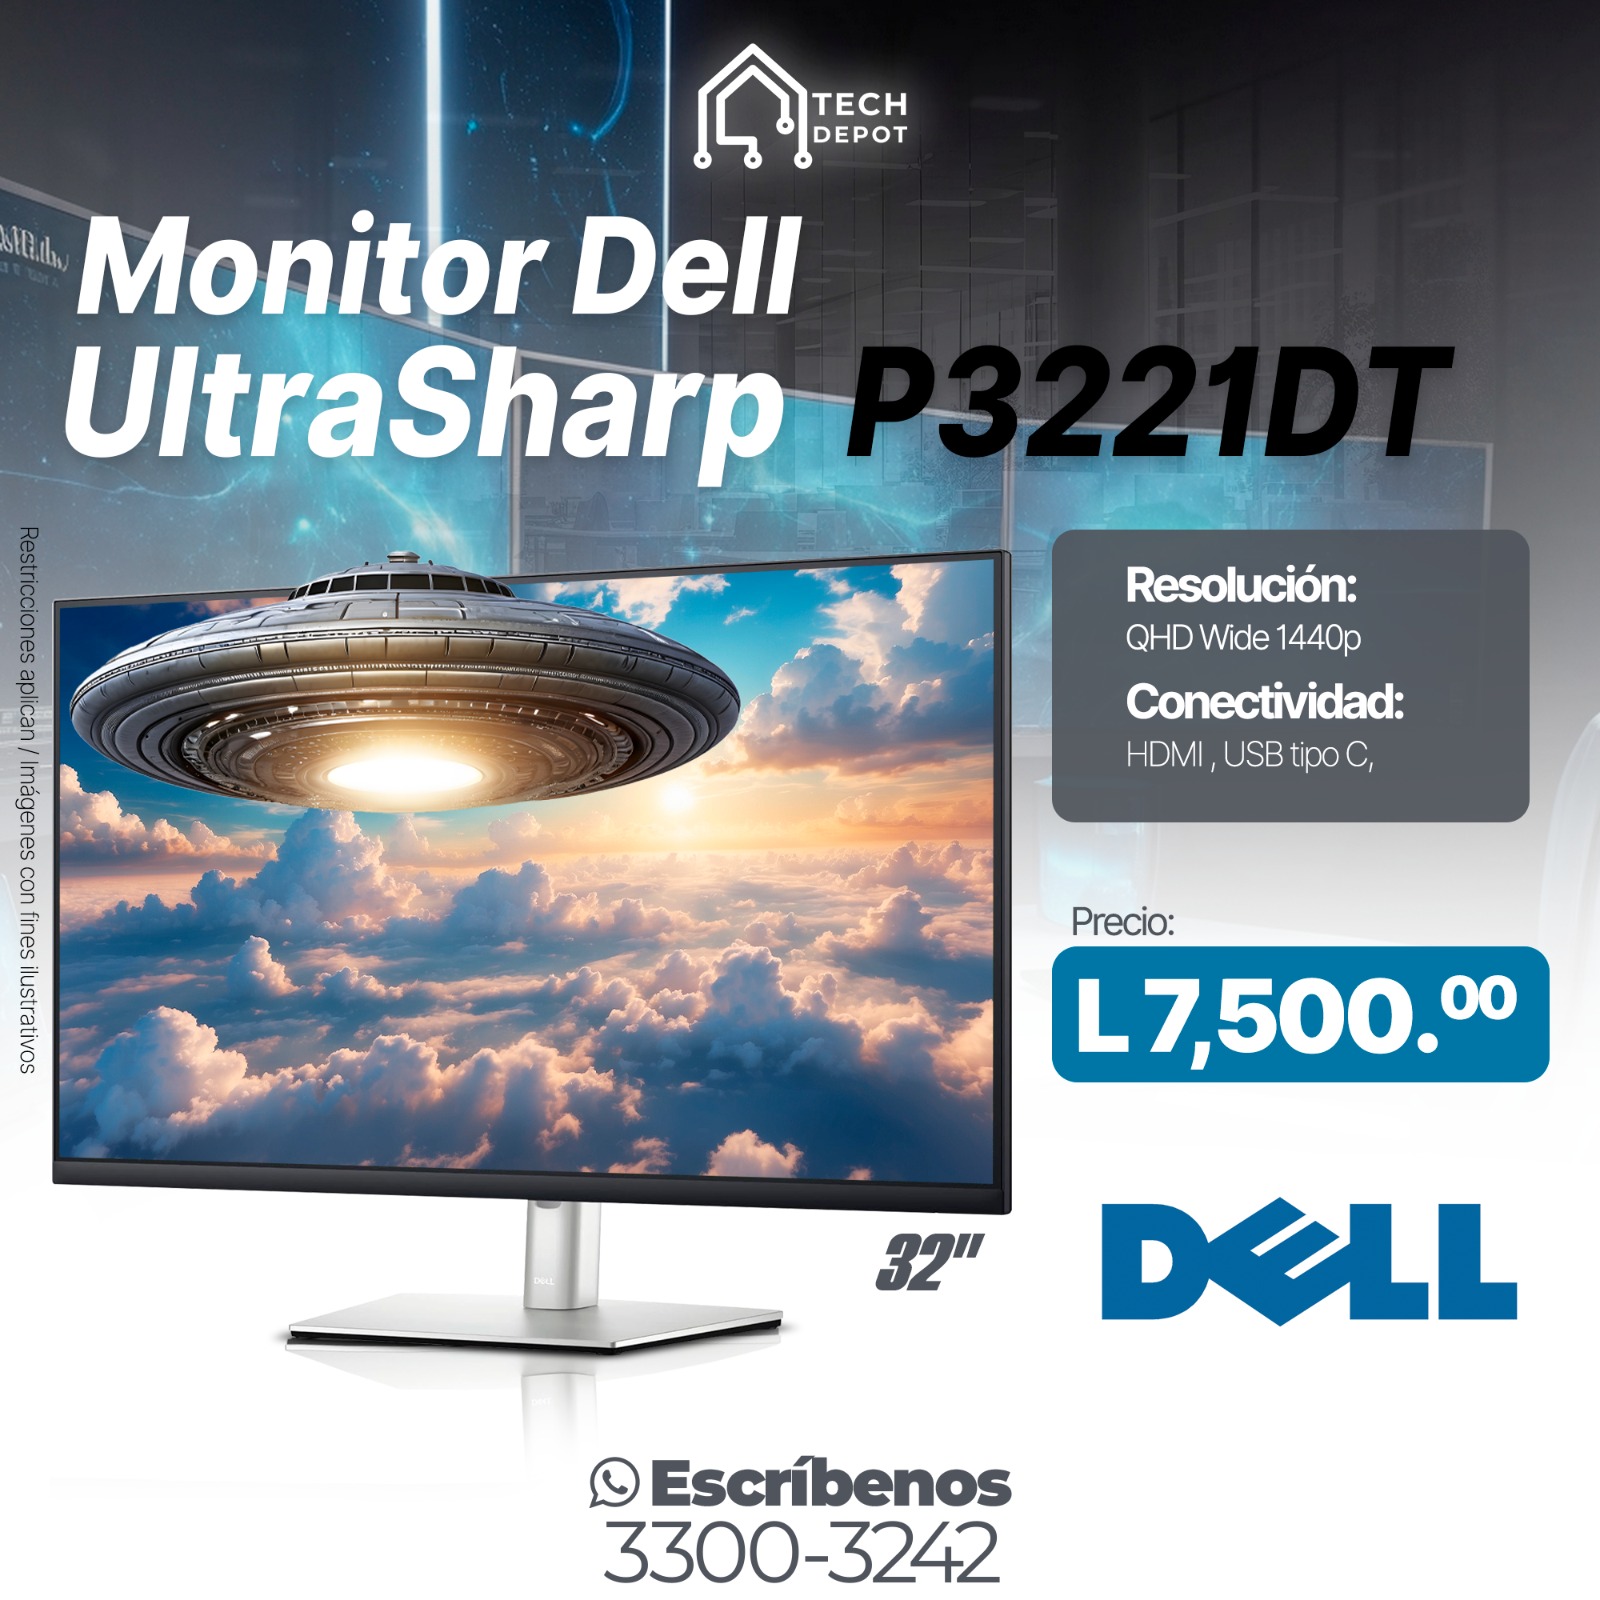 TECH
DEPOT
Monitor Dell
UltraSharp P3221DT
Restricciones aplican / Imágenes con fines ilustrativos
Resolución:
QHD Wide 1440p
Conectividad:
HDMI , USB tipo C,
Precio:
L 7,500.00
DELL
32"
DELL
Escríbenos
3300-3242